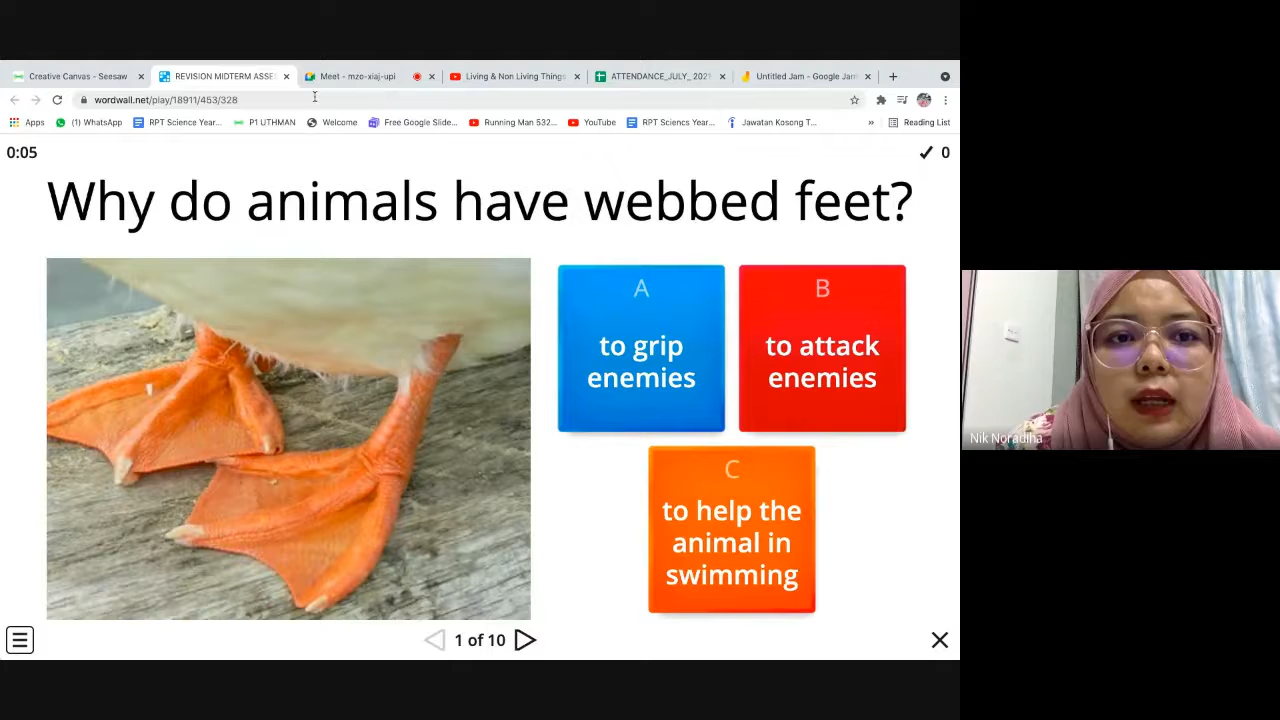 Creative Canvas - Seesaw
REVISION MIDTERM ASSE
Meet - mzo-xiaj-upi
Living & Non Living Things
ATTENDANCE_JULY_ 2021
Untitled Jam - Google Jam
wordwall.net/play/18911/453/328
Apps
(1) WhatsApp
RPT Science Year...
P1 UTHMAN
Welcome
Free Google Slide...
Running Man 532...
YouTube
RPT Sciencs Year...
Jawatan Kosong T...
»
Reading List
0:05
0
Why do animals have webbed feet?
A
to grip
enemies
B
to attack
enemies
C
to help the
animal in
swimming
1 of 10
Nik Noradiha